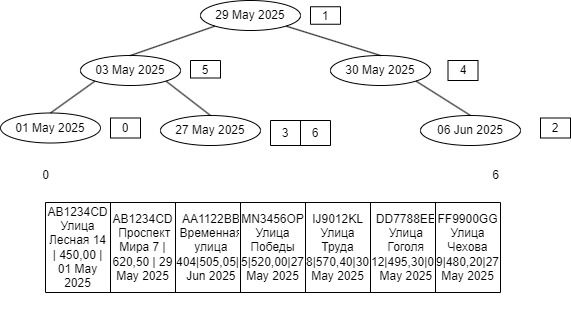 29 May 2025
1
03 May 2025
5
30 May 2025
4
01 May 2025
0
27 May 2025
3
6
06 Jun 2025
2
0
6
AB1234CD
Улица
Лесная 14
| 450,00 |
01 May
2025
AB1234CD
Проспект
Мира 7 |
620,50 | 29
May 2025
AA1122BB
Временная
улица
404|505,05|
Jun 2025
MN3456OP
Улица
Победы
5|520,00|27
May 2025
IJ9012KL
Улица
Труда
8|570,40|30
May 2025
DD7788EE
Улица
Гоголя
12|495,30|
May 2025
FF9900GG
Улица
Чехова
9|480,20|27
May 2025